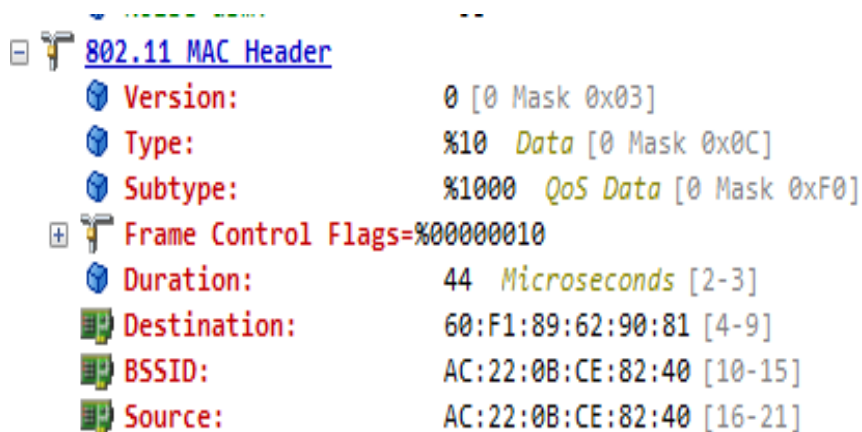 802.11 MAC Header
Version: 0 [0 Mask 0x03]
Type: %10 Data [0 Mask 0x0C]
Subtype: %1000 QoS Data [0 Mask 0xF0]
Frame Control Flags=%00000010
Duration: 44 Microseconds [2-3]
Destination: 60:F1:89:62:90:81 [4-9]
BSSID: AC:22:0B:CE:82:40 [10-15]
Source: AC:22:0B:CE:82:40 [16-21]